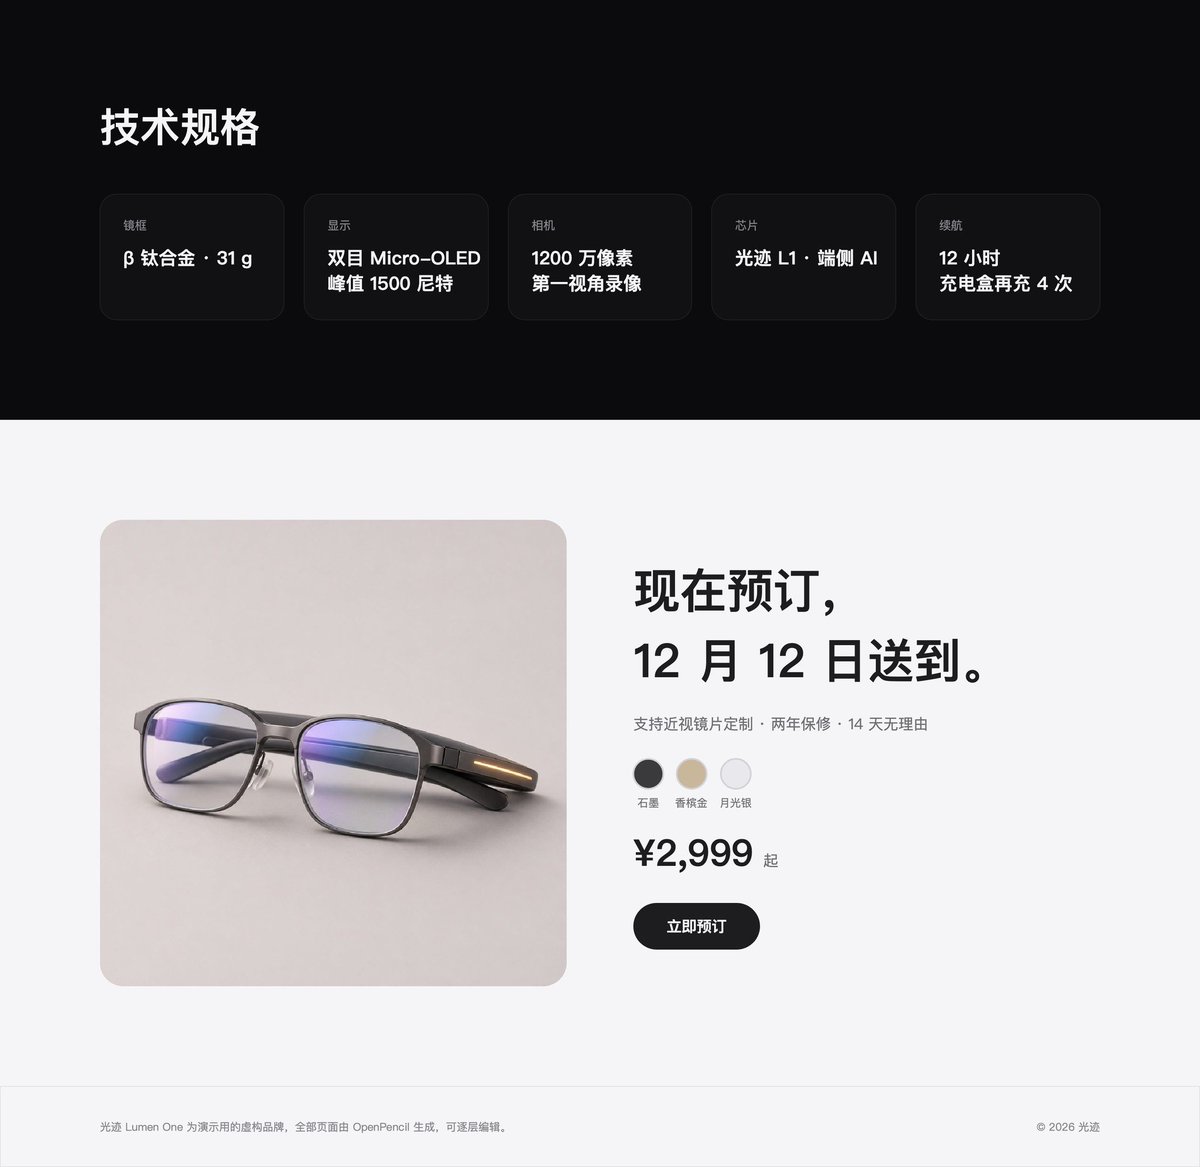 技术规格
镜框
β 钛合金 · 31 g
显示
双目 Micro-OLED
峰值 1500 尼特
相机
1200 万像素
第一视角录像
芯片
光迹 L1 · 端侧 AI
续航
12 小时
充电盒再充 4 次
现在预订，
12 月 12 日送到。
支持近视镜片定制 · 两年保修 · 14 天无理由
石墨
香槟金
月光银
¥2,999 起
立即预订
光迹 Lumen One 为演示用的虚构品牌，全部页面由 OpenPencil 生成，可逐层编辑。
© 2026 光迹